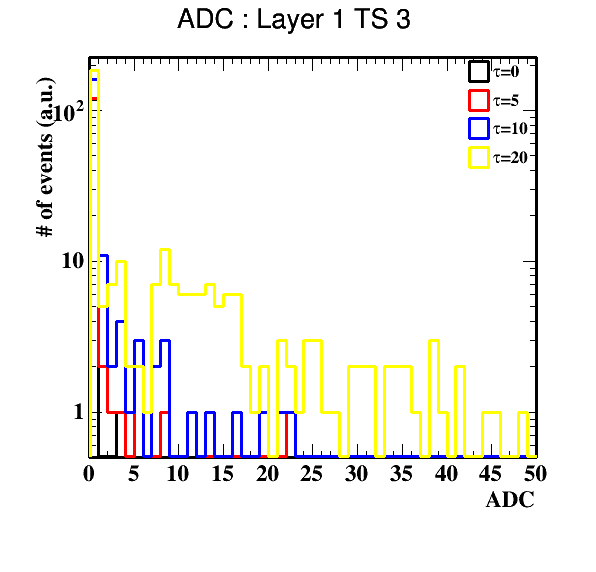 ADC : Layer 1 TS 3
# of events (a.u.)
10²
10
1
τ=0
τ=5
τ=10
τ=20
0 5 10 15 20 25 30 35 40 45 50
ADC